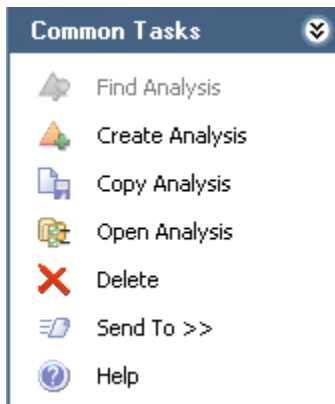 Common Tasks
Find Analysis
Create Analysis
Copy Analysis
Open Analysis
Delete
Send To >>
Help